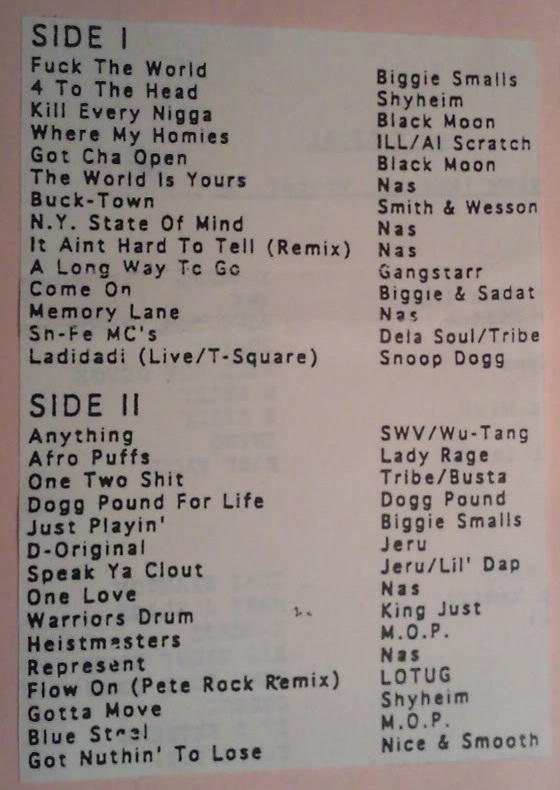 SIDE I
Fuck The World Biggie Smalls
4 To The Head Shyheim
Kill Every Nigga Black Moon
Where My Homies ILL/Al Scratch
Got Cha Open Black Moon
The World Is Yours Nas
Buck-Town Smith & Wesson
N.Y. State Of Mind Nas
It Aint Hard To Tell (Remix) Nas
A Long Way To Go Gangstarr
Come On Biggie & Sadat
Memory Lane Nas
Sh-Fe MC's Dela Soul/Tribe
Ladidadi (Live/T-Square) Snoop Dogg
SIDE II
Anything SWV/Wu-Tang
Afro Puffs Lady Rage
One Two Shit Tribe/Busta
Dogg Pound For Life Dogg Pound
Just Playin' Biggie Smalls
D-Original Jeru
Speak Ya Clout Jeru/Lil' Dap
One Love Nas
Warriors Drum King Just
Heistmasters M.O.P.
Represent Nas
Flow On (Pete Rock Remix) LOTUG
Gotta Move Shyheim
Blue Steel M.O.P.
Got Nuthin' To Lose Nice & Smooth